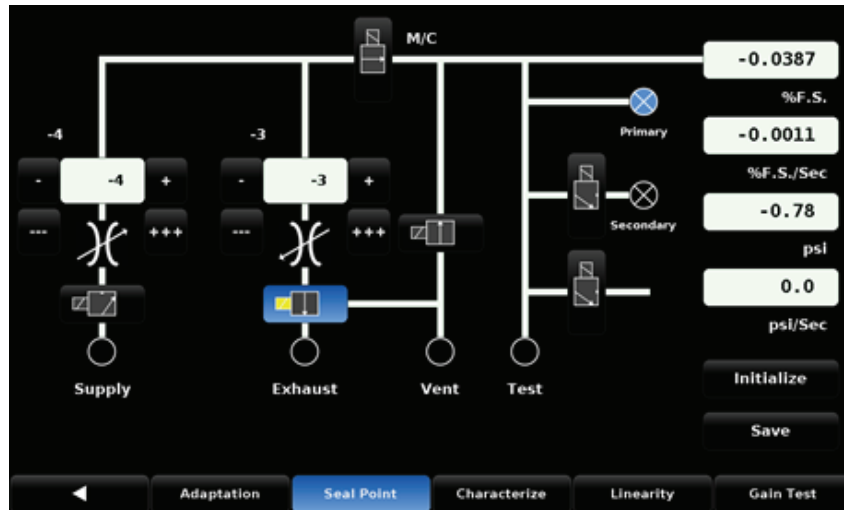 M/C
-0.0387
%F.S.
-4
-3
Primary
-0.0011
%F.S./Sec
- -4 +
- -3 +
--- +++
--- +++
Secondary
-0.78
psi
0.0
psi/Sec
Supply
Exhaust
Vent
Test
Initialize
Save
◀ Adaptation Seal Point Characterize Linearity Gain Test